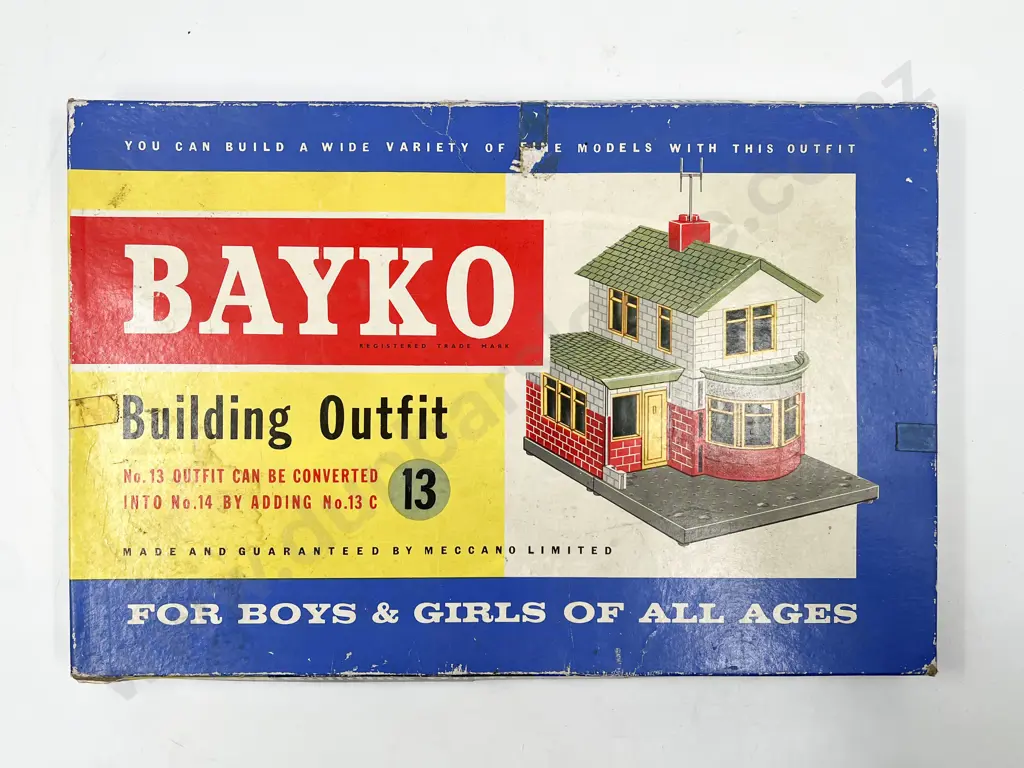 YOU CAN BUILD A WIDE VARIETY OF FINE MODELS WITH THIS OUTFIT
BAYKO
REGISTERED TRADE MARK
Building Outfit
No. 13 OUTFIT CAN BE CONVERTED
INTO No.14 BY ADDING No.13 C
13
MADE AND GUARANTEED BY MECCANO LIMITED
FOR BOYS & GIRLS OF ALL AGES